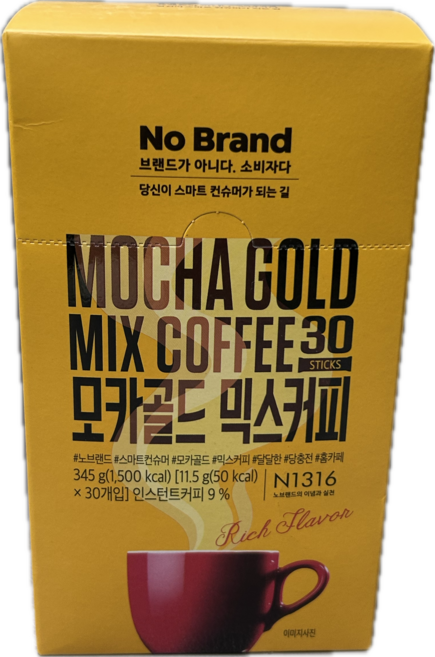 No Brand
브랜드가 아니다. 소비자다
당신이 스마트 컨슈머가 되는 길
MOCHA GOLD
MIX COFFEE 30
STICKS
모카골드 믹스커피
#노브랜드 #스마트컨슈머 #모카골드 #믹스커피 #달달한 #당충전 #홈카페
345 g(1,500 kcal) [11.5 g(50 kcal)
× 30개입] 인스턴트커피 9 %
N1316
노브랜드의 이념과 실천
Rich Flavor
이미지사진